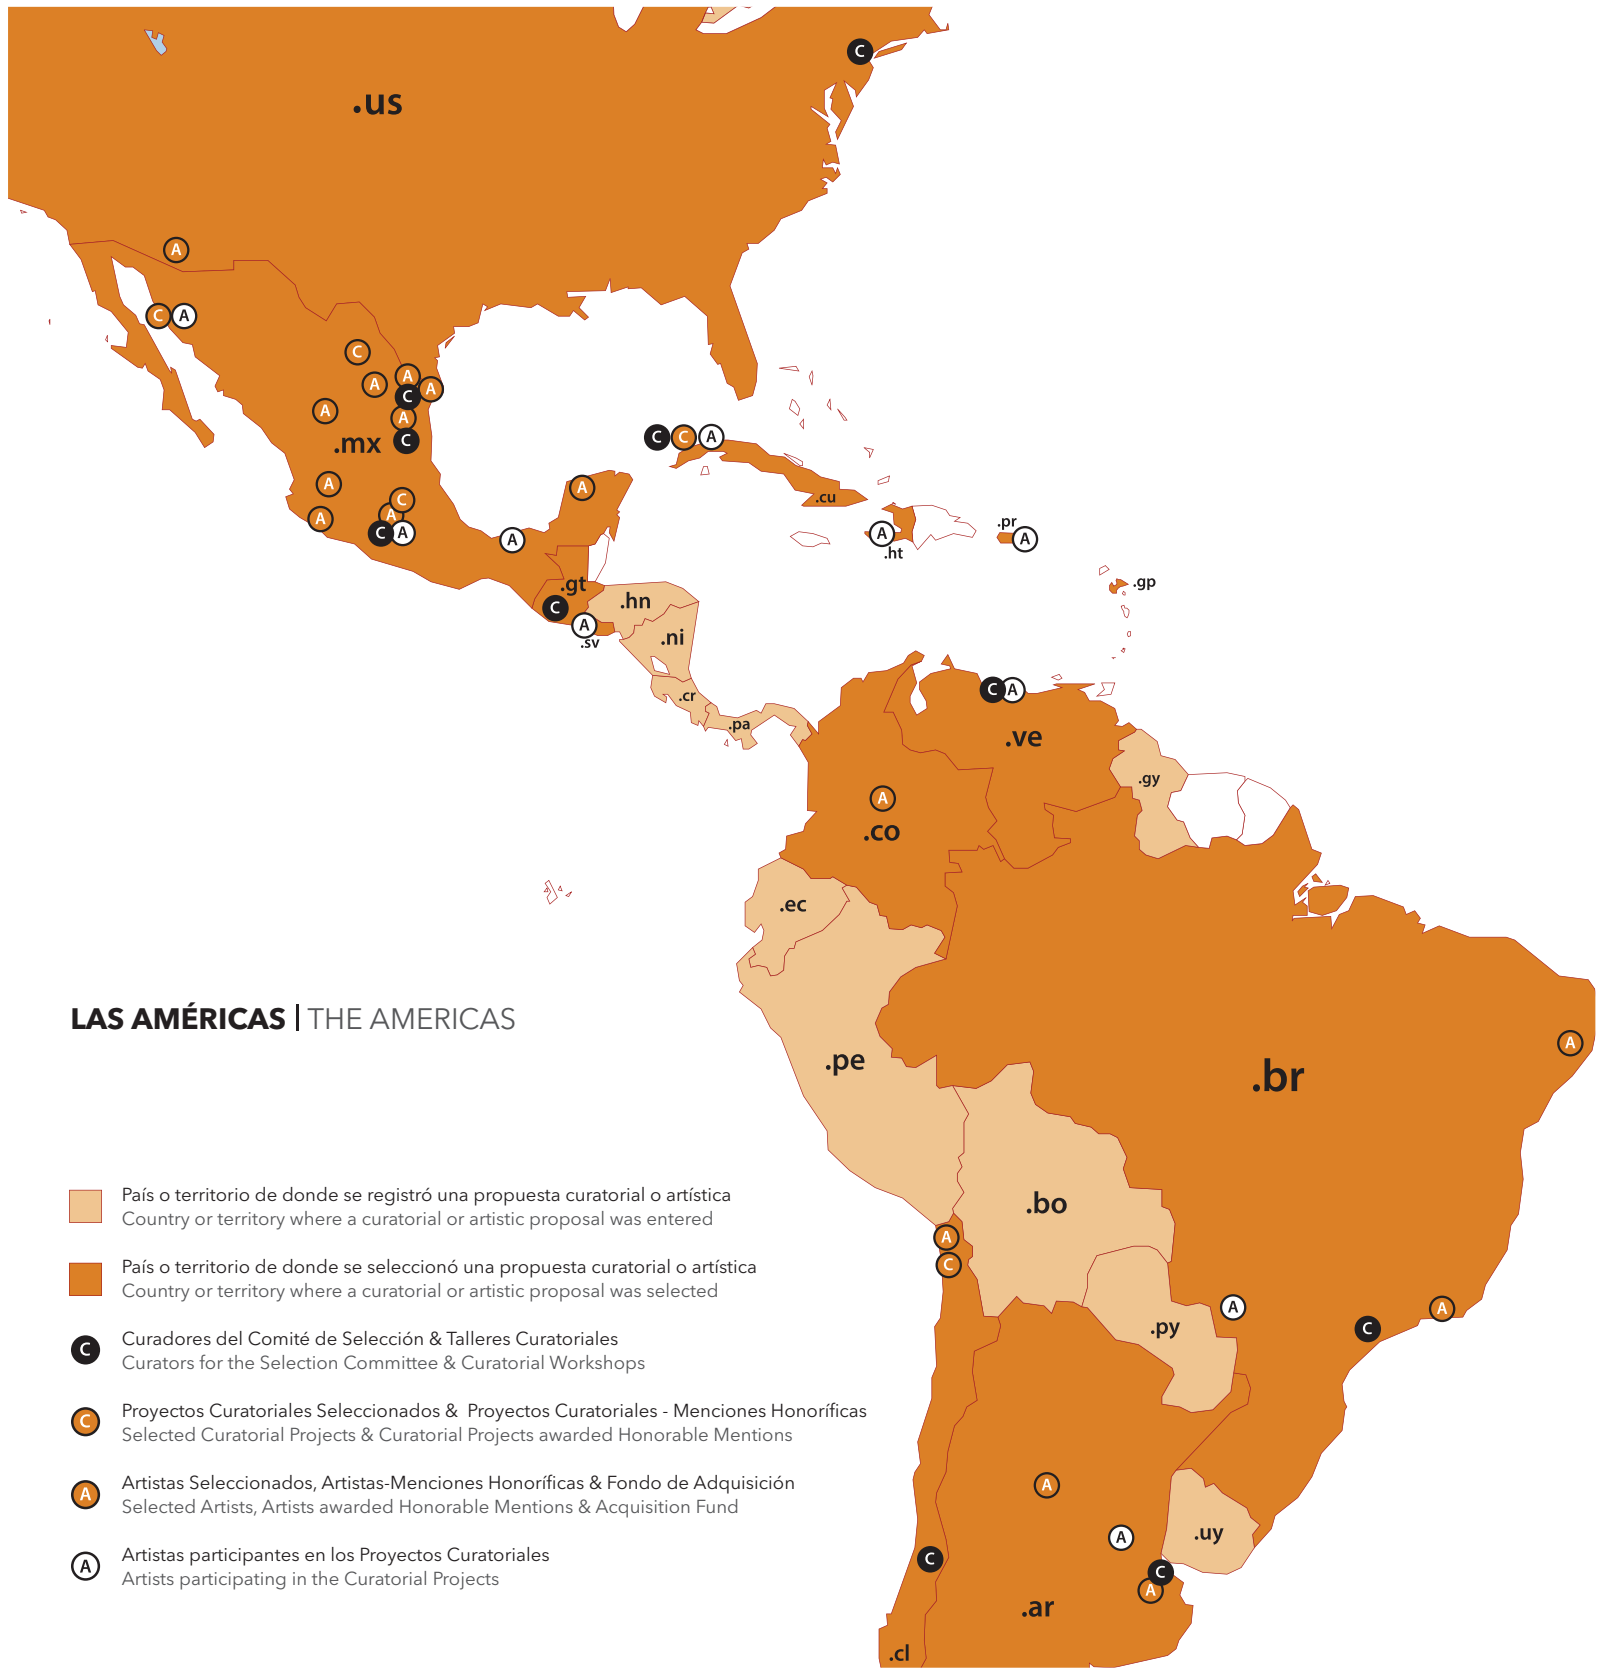 C
.us
A
C A
C
A
A
A
C
A
A
.mx
C
C C A
A
A
C
A
A
C A
A
A
.cu
.pr
A
A
.ht
.gt
.hn
.gp
C
A
.sv
.ni
.cr
.pa
C A
.ve
.gy
A
.co
.ec
LAS AMÉRICAS | THE AMERICAS
A
.pe
.br
País o territorio de donde se registró una propuesta curatorial o artística
Country or territory where a curatorial or artistic proposal was entered
.bo
A
C
País o territorio de donde se seleccionó una propuesta curatorial o artística
Country or territory where a curatorial or artistic proposal was selected
A
A
.py
C
C Curadores del Comité de Selección & Talleres Curatoriales
Curators for the Selection Committee & Curatorial Workshops
C Proyectos Curatoriales Seleccionados & Proyectos Curatoriales - Menciones Honoríficas
Selected Curatorial Projects & Curatorial Projects awarded Honorable Mentions
A Artistas Seleccionados, Artistas-Menciones Honoríficas & Fondo de Adquisición
Selected Artists, Artists awarded Honorable Mentions & Acquisition Fund
A
A
.uy
A Artistas participantes en los Proyectos Curatoriales
Artists participating in the Curatorial Projects
C
C
A
.ar
.cl